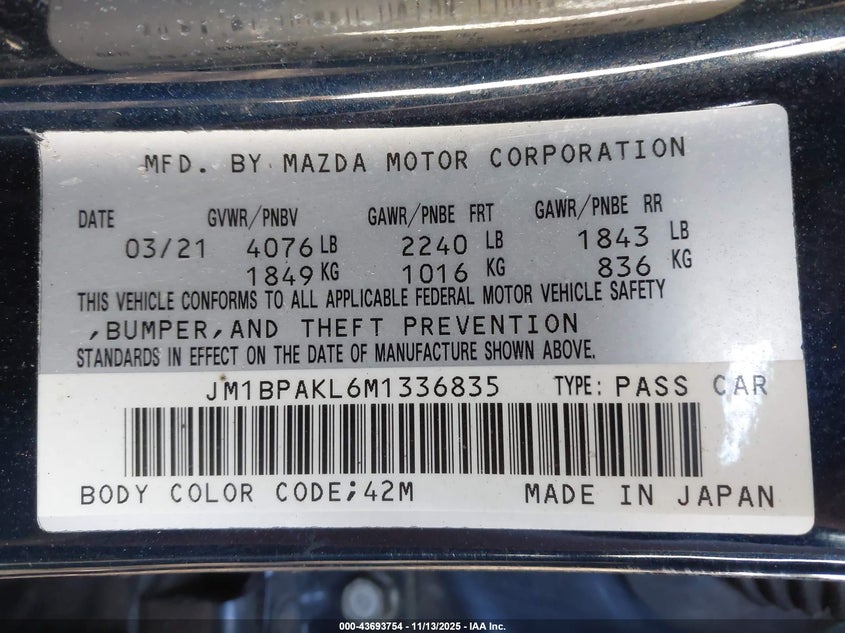 MFD. BY MAZDA MOTOR CORPORATION
DATE GVWR/PNBV GAWR/PNBE FRT GAWR/PNBE RR
03/21 4076 LB 2240 LB 1843 LB
1849 KG 1016 KG 836 KG
THIS VEHICLE CONFORMS TO ALL APPLICABLE FEDERAL MOTOR VEHICLE SAFETY
,BUMPER,AND THEFT PREVENTION
STANDARDS IN EFFECT ON THE DATE OF MANUFACTURE SHOWN ABOVE.
JM1BPAKL6M1336835 TYPE: PASS CAR
BODY COLOR CODE;42M MADE IN JAPAN
000-43693754 - 11/13/2025 - IAA Inc.